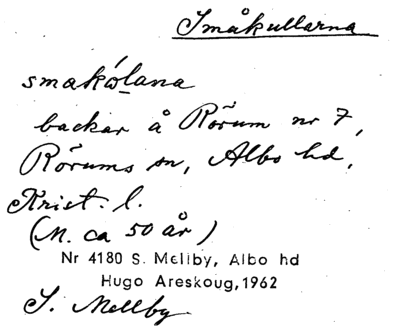 Småkullarna
smakώlana
backar å Rörum nr 7,
Rörums sn, Albo hd,
Krist. l.
(M. ca 50 år)
Nr 4180 S. Mellby, Albo hd
Hugo Areskoug, 1962
S. Mellby